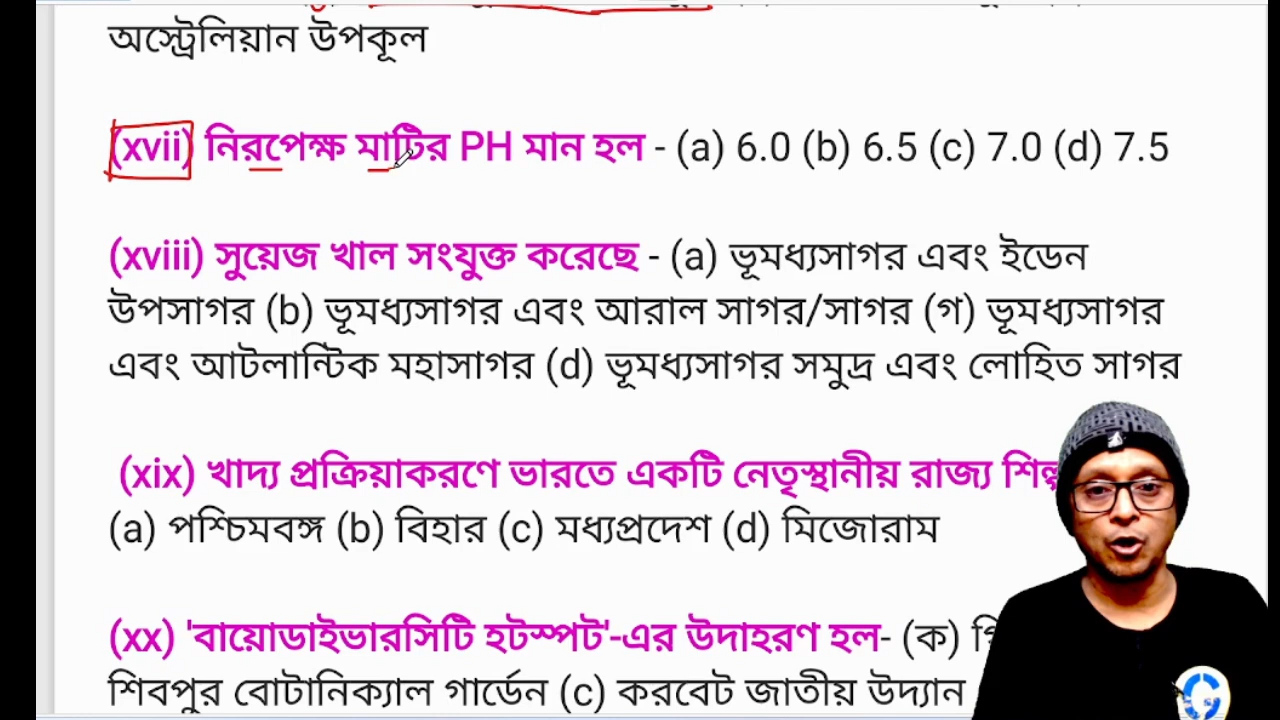 অস্ট্রেলিয়ান উপকূল
(xvii) নিরপেক্ষ মাটির PH মান হল - (a) 6.0 (b) 6.5 (c) 7.0 (d) 7.5
(xviii) সুয়েজ খাল সংযুক্ত করেছে - (a) ভূমধ্যসাগর এবং ইডেন
উপসাগর (b) ভূমধ্যসাগর এবং আরাল সাগর/সাগর (গ) ভূমধ্যসাগর
এবং আটলান্টিক মহাসাগর (d) ভূমধ্যসাগর সমুদ্র এবং লোহিত সাগর
(xix) খাদ্য প্রক্রিয়াকরণে ভারতে একটি নেতৃস্থানীয় রাজ্য
(a) পশ্চিমবঙ্গ (b) বিহার (c) মধ্যপ্রদেশ (d) মিজোরাম
(xx) 'বায়োডাইভারসিটি হটস্পট'-এর উদাহরণ হল- (ক)
শিবপুর বোটানিক্যাল গার্ডেন (c) করবেট জাতীয় উদ্যান